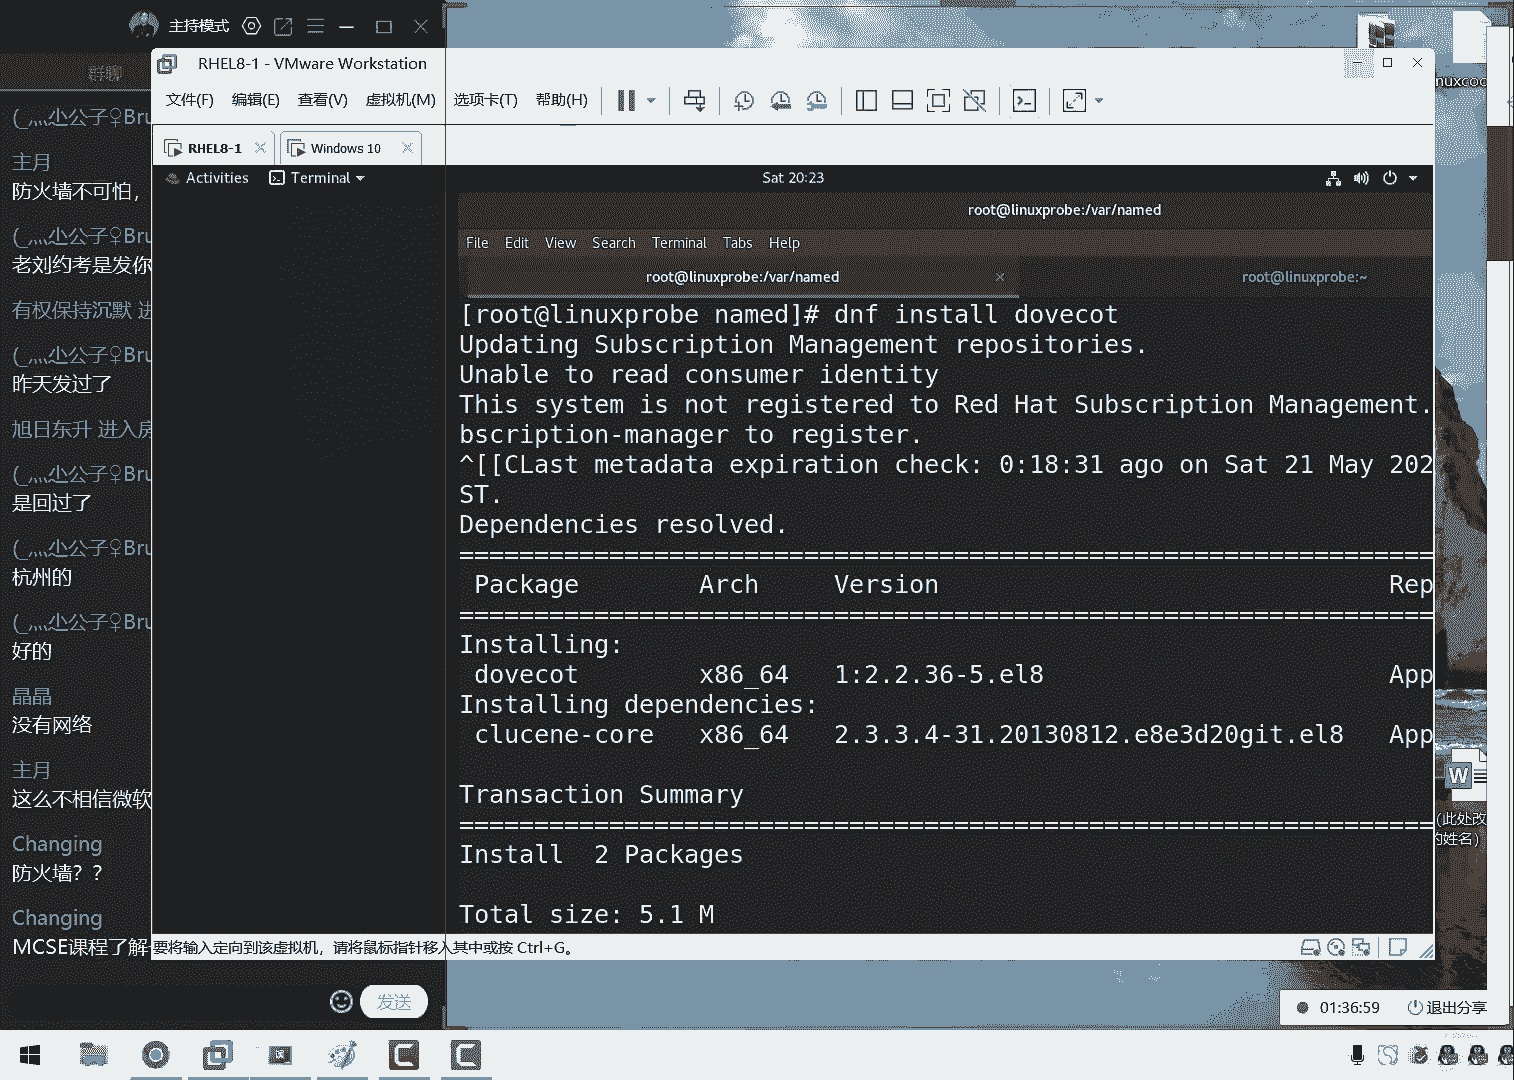 主持模式
群聊
(_灬尐公子♀Bru
主月
防火墙不可怕，
(_灬尐公子♀Bru
老刘约考是发你
有权保持沉默 进
(_灬尐公子♀Bru
昨天发过了
旭日东升 进入房
(_灬尐公子♀Bru
是回过了
(_灬尐公子♀Bru
杭州的
(_灬尐公子♀Bru
好的
晶晶
没有网络
主月
这么不相信微软
Changing
防火墙？？
Changing
MCSE课程了解
发送
RHEL8-1 - VMware Workstation
文件(F) 编辑(E) 查看(V) 虚拟机(M) 选项卡(T) 帮助(H)
RHEL8-1
Windows 10
Activities
Terminal
Sat 20:23
root@linuxprobe:/var/named
File Edit View Search Terminal Tabs Help
root@linuxprobe:/var/named
root@linuxprobe:~
[root@linuxprobe named]# dnf install dovecot
Updating Subscription Management repositories.
Unable to read consumer identity
This system is not registered to Red Hat Subscription Management.
bscription-manager to register.
^[[CLast metadata expiration check: 0:18:31 ago on Sat 21 May 202
ST.
Dependencies resolved.
================================================================
Package Arch Version Rep
================================================================
Installing:
dovecot x86_64 1:2.2.36-5.el8 App
Installing dependencies:
clucene-core x86_64 2.3.3.4-31.20130812.e8e3d20git.el8 App
Transaction Summary
================================================================
Install 2 Packages
Total size: 5.1 M
要将输入定向到该虚拟机，请将鼠标指针移入其中或按 Ctrl+G。
nuxcoo
(此处改
的姓名)
01:36:59
退出分享